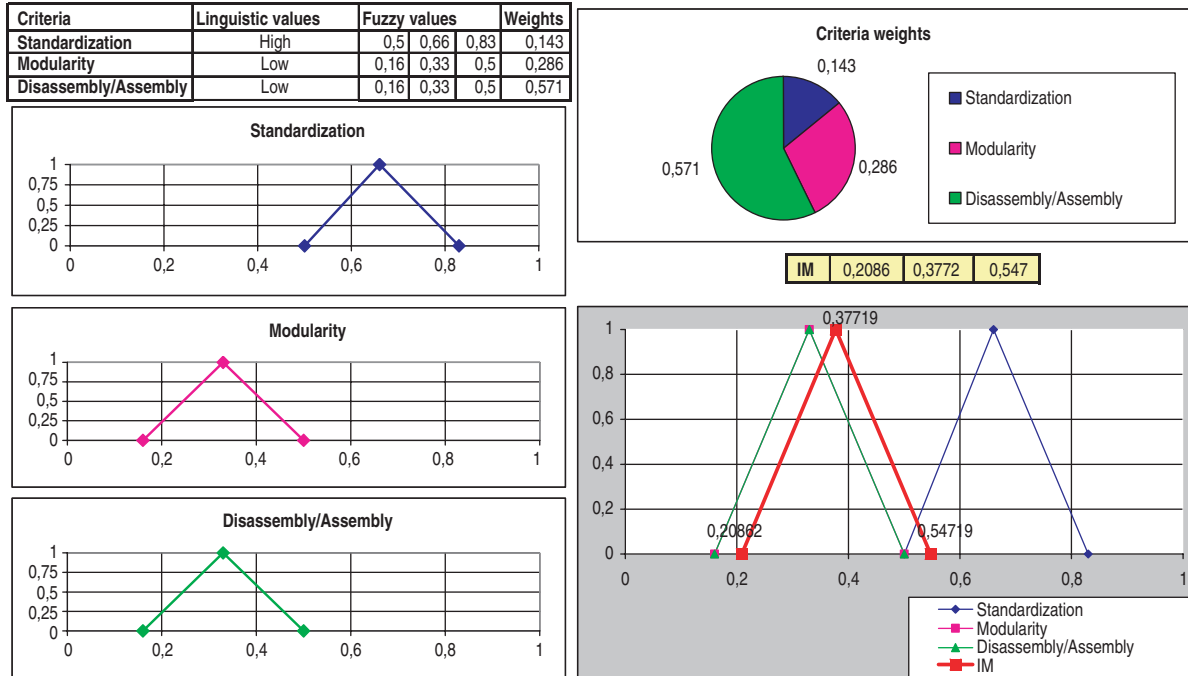 Criteria Linguistic values Fuzzy values Weights
Standardization High 0,5 0,66 0,83 0,143
Modularity Low 0,16 0,33 0,5 0,286
Disassembly/Assembly Low 0,16 0,33 0,5 0,571
Standardization
1
0,75
0,5
0,25
0
0 0,2 0,4 0,6 0,8 1
Modularity
1
0,75
0,5
0,25
0
0 0,2 0,4 0,6 0,8 1
Disassembly/Assembly
1
0,75
0,5
0,25
0
0 0,2 0,4 0,6 0,8 1
Criteria weights
0,143
0,286
0,571
Standardization
Modularity
Disassembly/Assembly
IM 0,2086 0,3772 0,547
0,37719
1
0,8
0,6
0,4
0,2
0
0,20862 0,54719
0 0,2 0,4 0,6 0,8 1
Standardization
Modularity
Disassembly/Assembly
IM